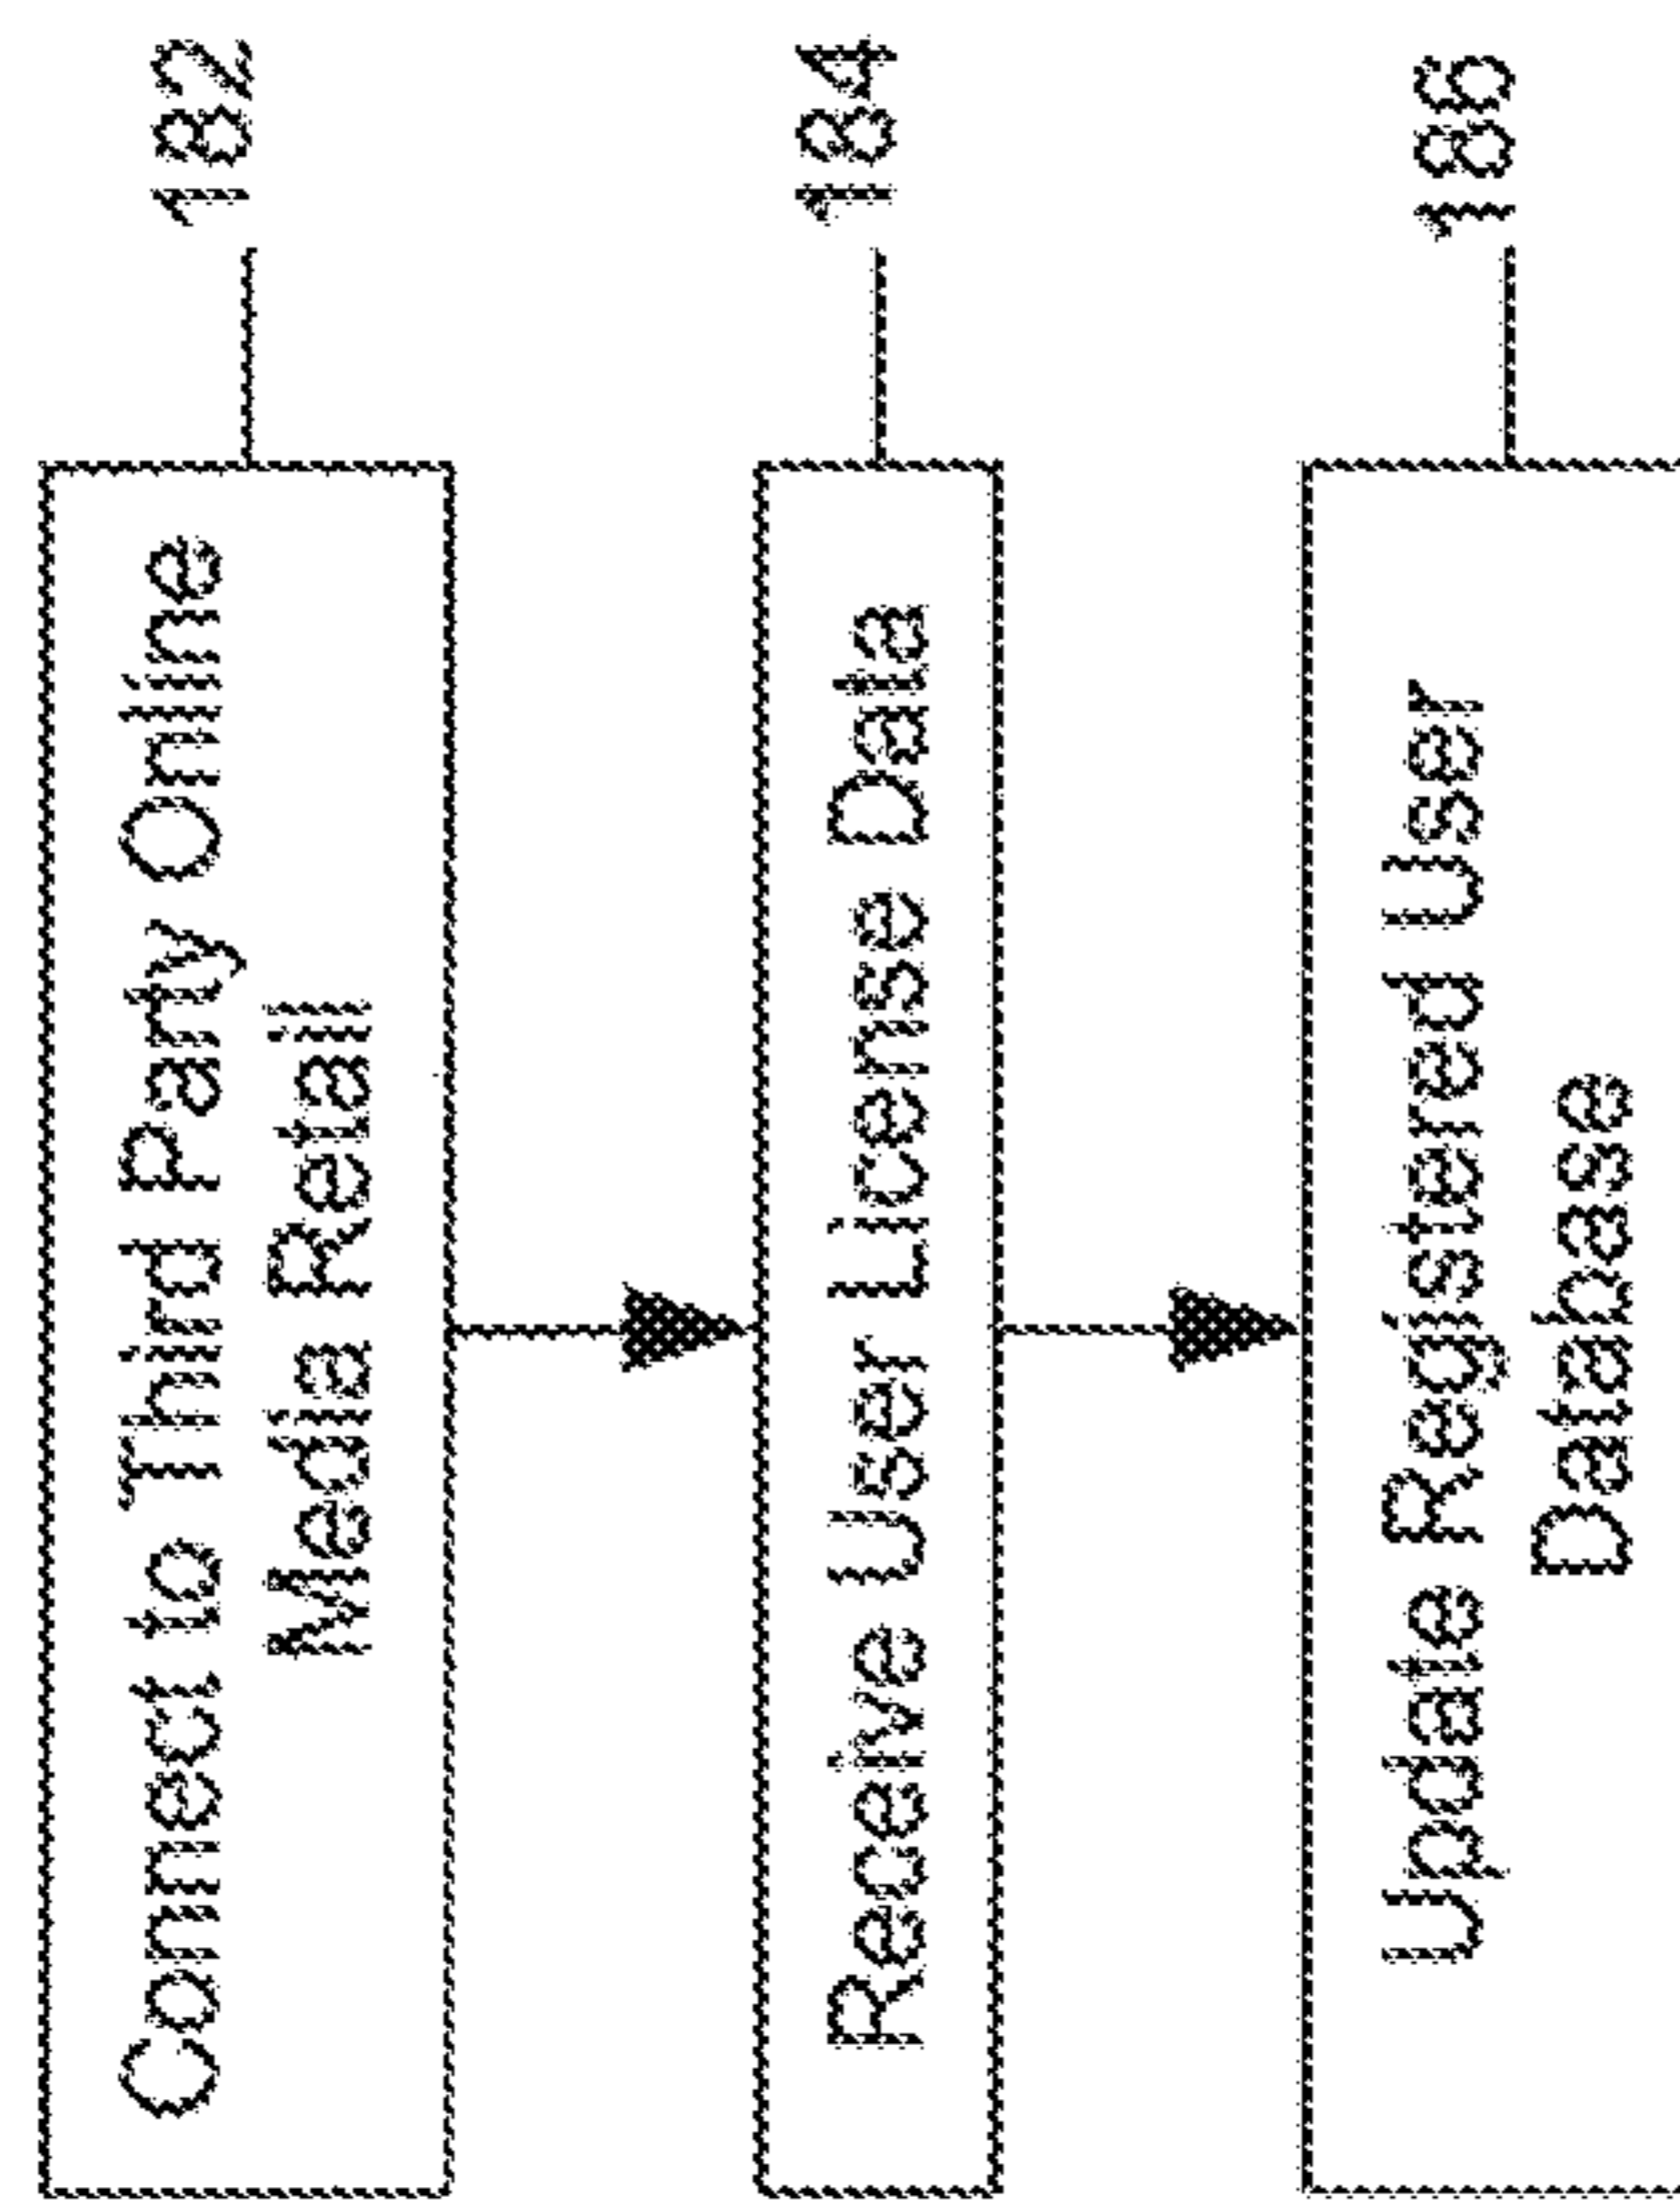 Connect to Third Party Online
Media Retail
182
Receive User License Data
184
Update Registered User
Database
186